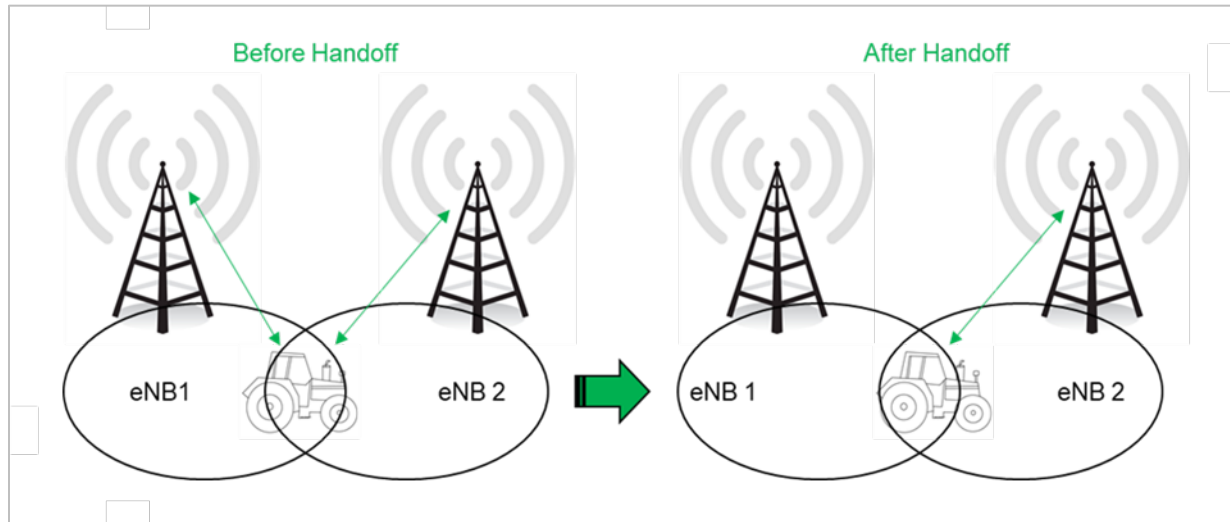 Before Handoff
After Handoff
eNB1
eNB 2
eNB 1
eNB 2